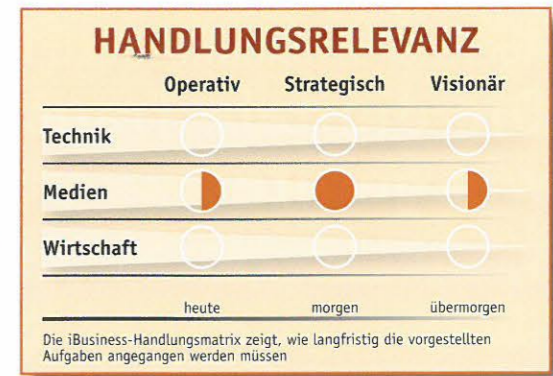 HANDLUNGSRELEVANZ
Operativ Strategisch Visionär
Technik
Medien
Wirtschaft
heute morgen übermorgen
Die iBusiness-Handlungsmatrix zeigt, wie langfristig die vorgestellten
Aufgaben angegangen werden müssen